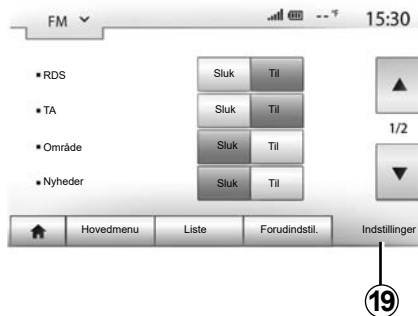 FM --°F 15:30
RDS Sluk Til
TA Sluk Til
1/2
Område Sluk Til
Nyheder Sluk Til
Hovedmenu Liste Forudindstil. Indstillinger
19